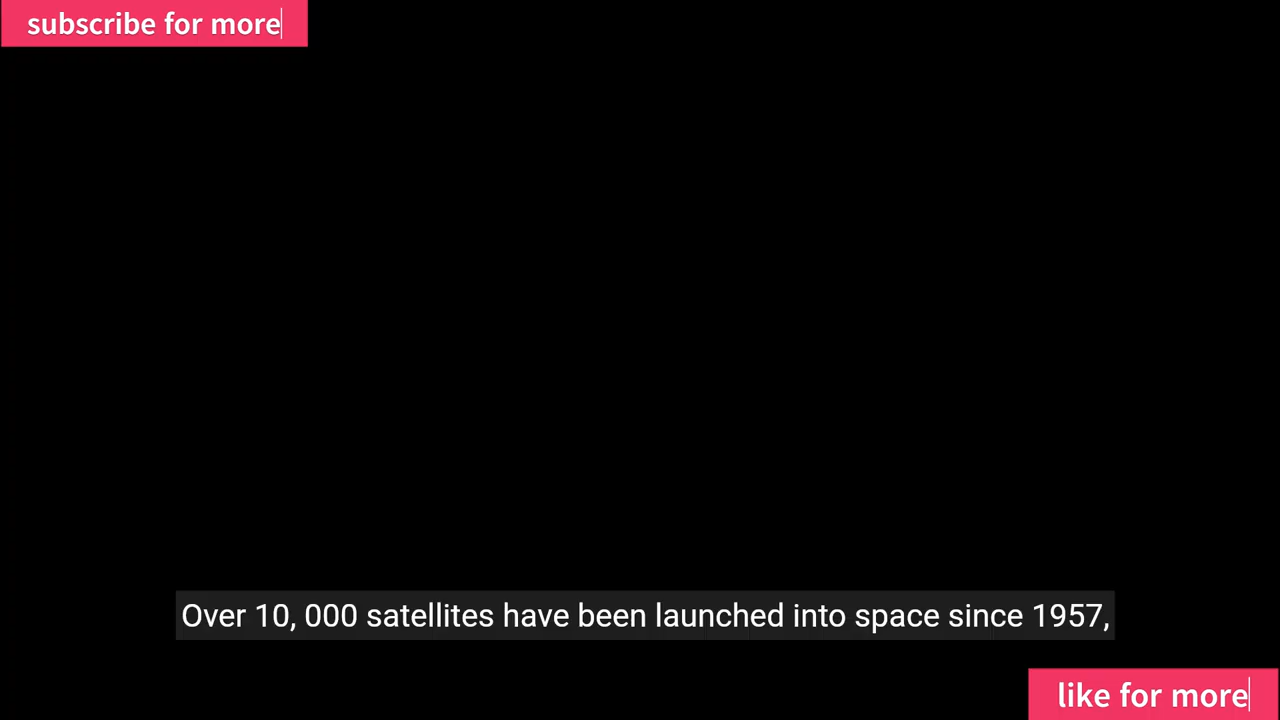 subscribe for more
Over 10, 000 satellites have been launched into space since 1957,
like for more